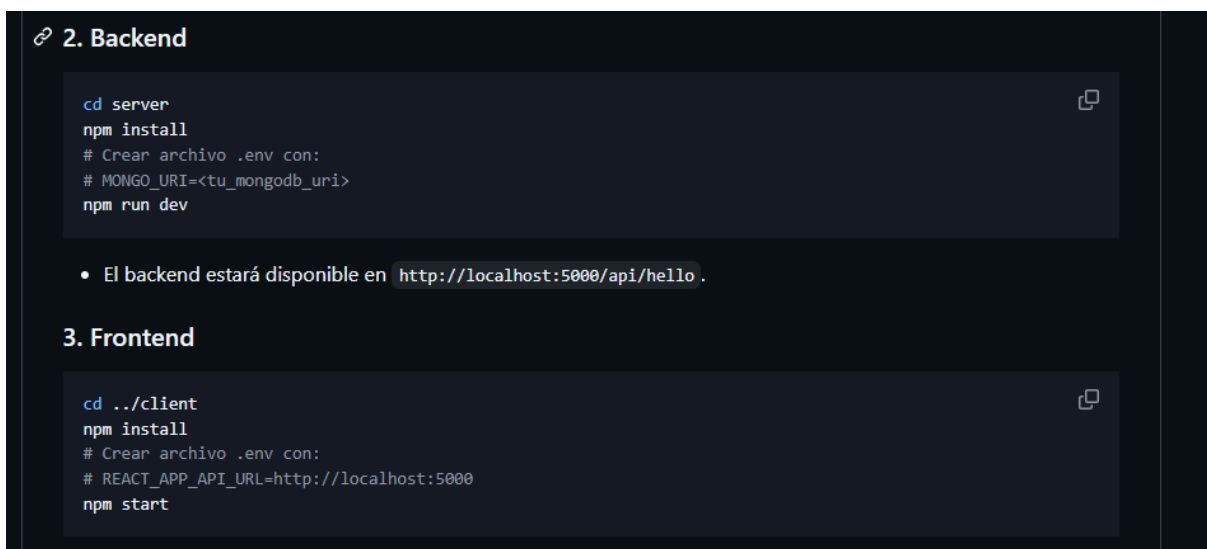 2. Backend
cd server
npm install
# Crear archivo .env con:
# MONGO_URI=<tu_mongodb_uri>
npm run dev
El backend estará disponible en http://localhost:5000/api/hello.
3. Frontend
cd ../client
npm install
# Crear archivo .env con:
# REACT_APP_API_URL=http://localhost:5000
npm start